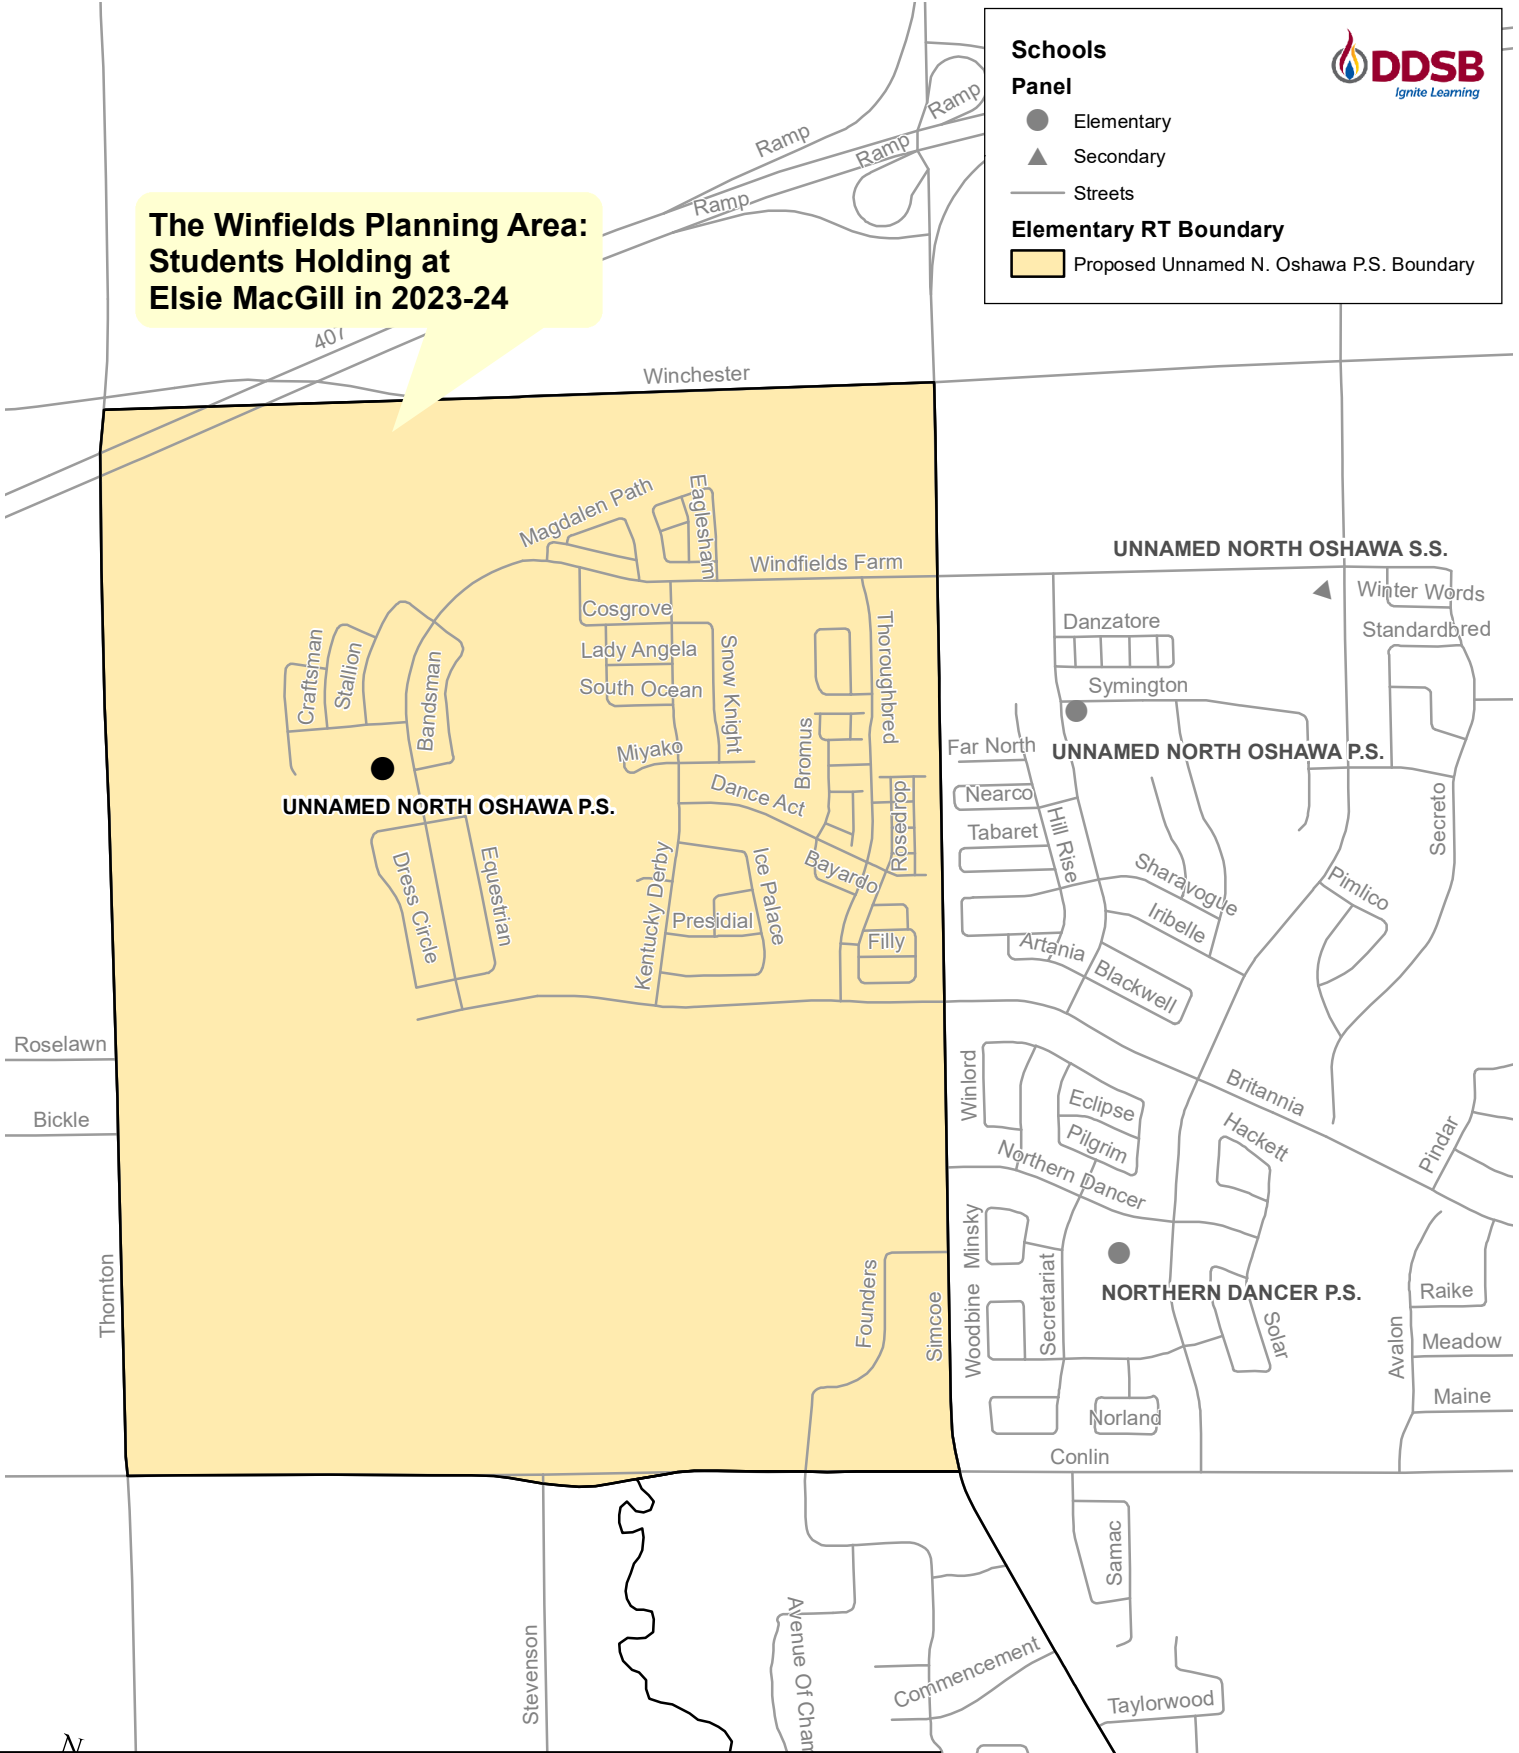 Schools
DDSB
Ignite Learning
Panel
Elementary
Secondary
Streets
Elementary RT Boundary
Proposed Unnamed N. Oshawa P.S. Boundary
Ramp
Ramp
Ramp
Ramp
The Winfields Planning Area:
Students Holding at
Elsie MacGill in 2023-24
407
Winchester
Magdalen Path
Eaglesham
Windfields Farm
UNNAMED NORTH OSHAWA S.S.
Winter Words
Standardbred
Cosgrove
Lady Angela
South Ocean
Snow Knight
Thoroughbred
Danzatore
Symington
Craftsman
Stallion
Bandsman
Miyako
Bromus
Far North
UNNAMED NORTH OSHAWA P.S.
UNNAMED NORTH OSHAWA P.S.
Dance Act
Nearco
Rosedrop
Tabaret
Hill Rise
Secreto
Dress Circle
Equestrian
Kentucky Derby
Ice Palace
Bayardo
Sharavogue
Pimlico
Presidial
Filly
Iribelle
Artania
Blackwell
Roselawn
Bickle
Winlord
Eclipse
Pilgrim
Britannia
Hackett
Pindar
Northern Dancer
Minsky
Thornton
Founders
Simcoe
Woodbine
Secretariat
NORTHERN DANCER P.S.
Solar
Raike
Avalon
Meadow
Maine
Norland
Conlin
Samac
Stevenson
Avenue Of Cham
Commencement
Taylorwood
N